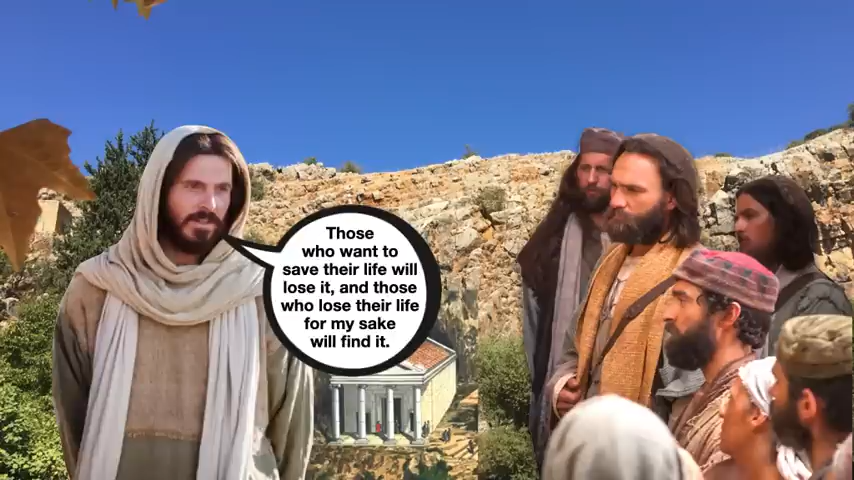 Those
who want to
save their life will
lose it, and those
who lose their life
for my sake
will find it.